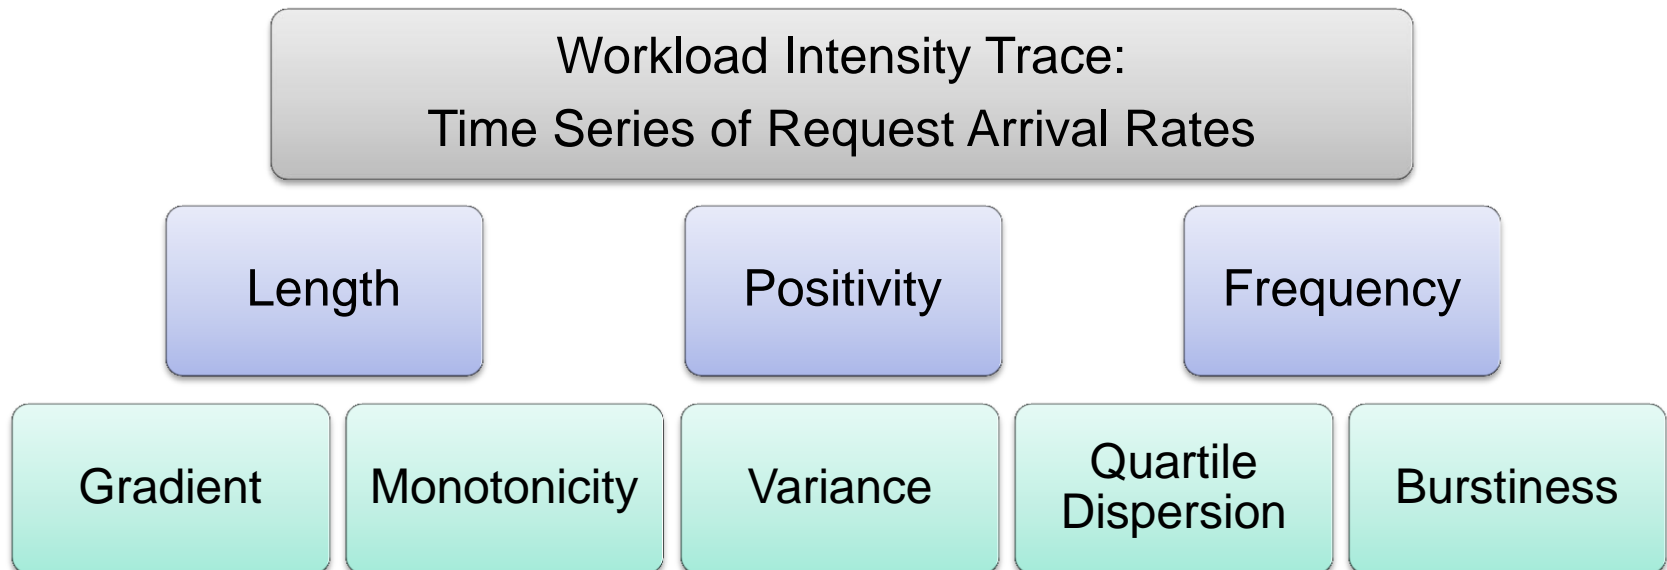 Workload Intensity Trace:
Time Series of Request Arrival Rates
Length
Positivity
Frequency
Gradient
Monotonicity
Variance
Quartile
Dispersion
Burstiness